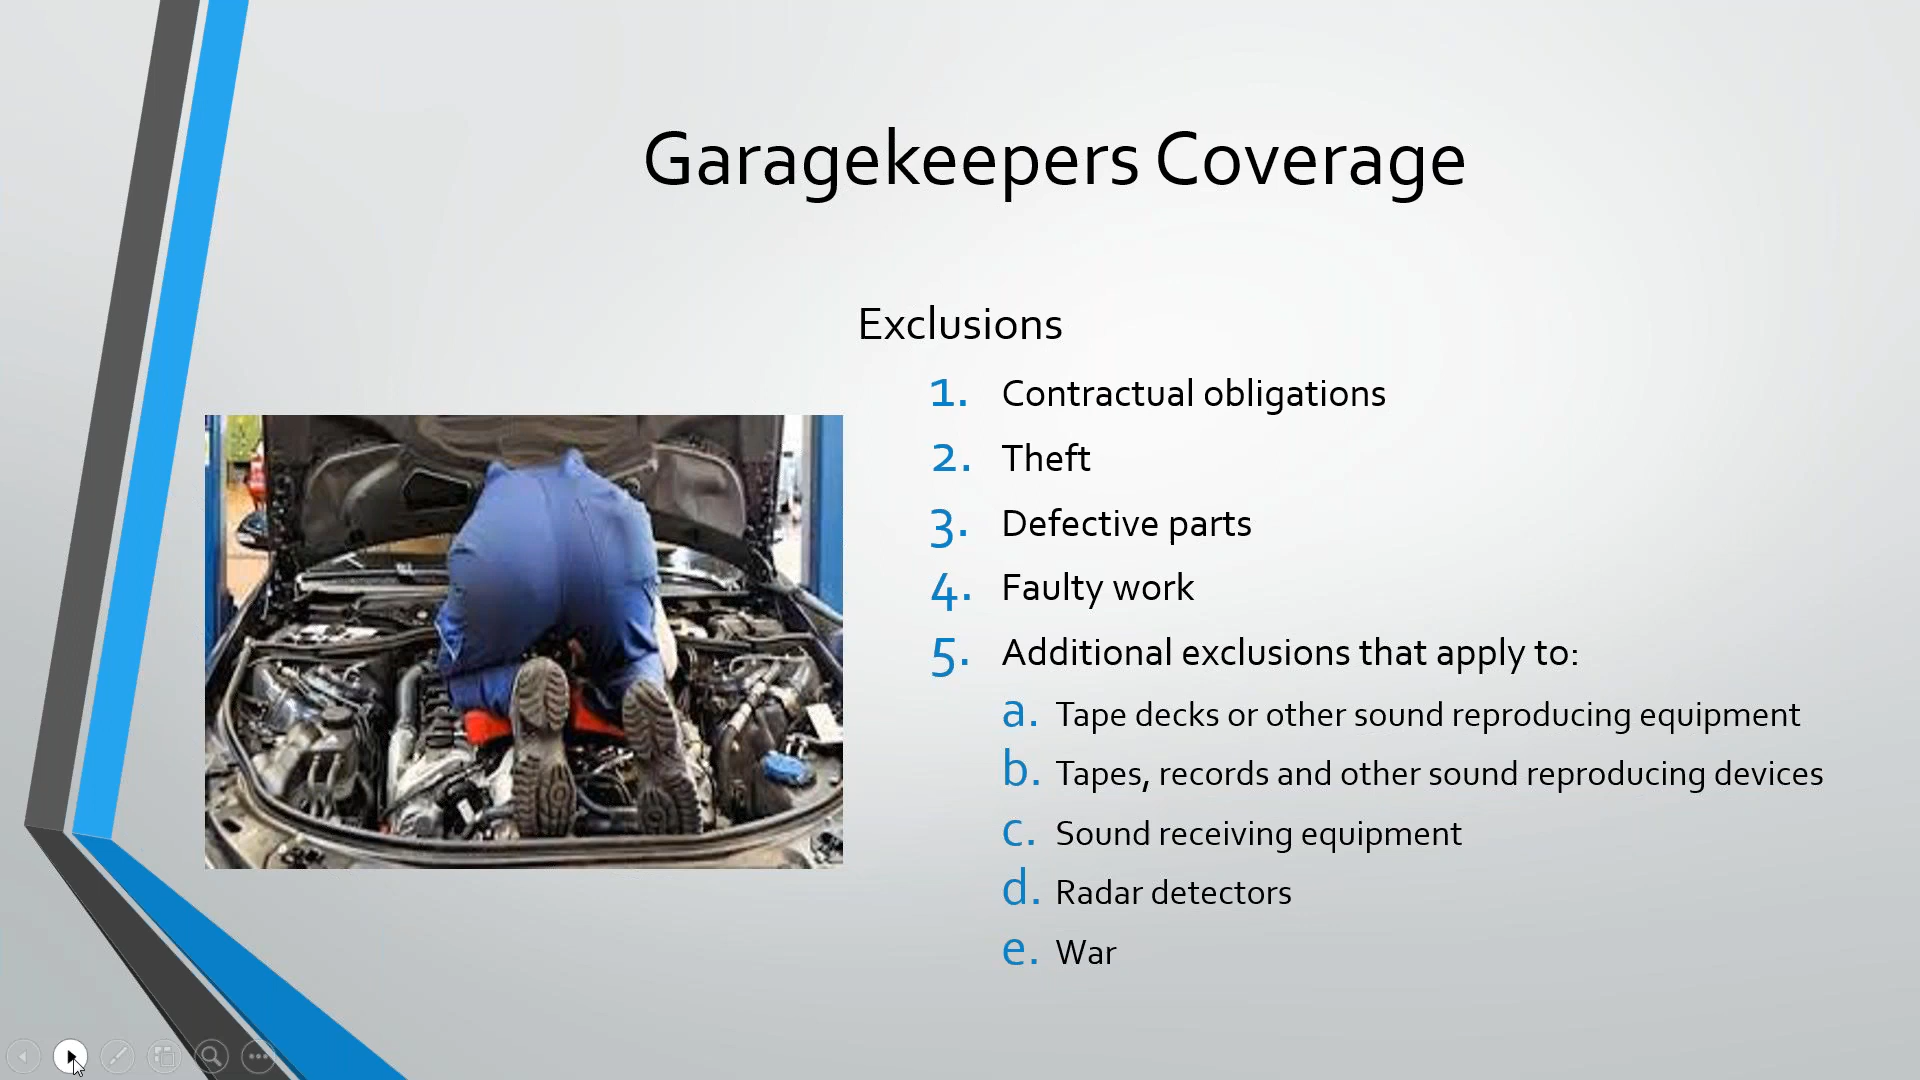 Garagekeepers Coverage
Exclusions
1. Contractual obligations
2. Theft
3. Defective parts
4. Faulty work
5. Additional exclusions that apply to:
a. Tape decks or other sound reproducing equipment
b. Tapes, records and other sound reproducing devices
c. Sound receiving equipment
d. Radar detectors
e. War